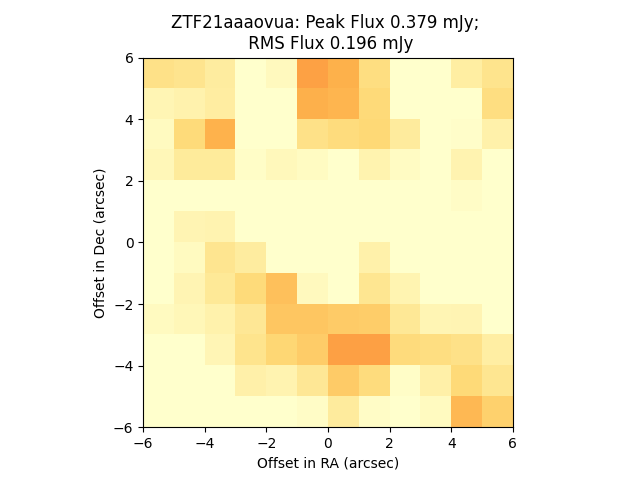 ZTF21aaaovua: Peak Flux 0.379 mJy;
RMS Flux 0.196 mJy
6
4
2
0
−2
−4
−6
Offset in Dec (arcsec)
−6 −4 −2 0 2 4 6
Offset in RA (arcsec)